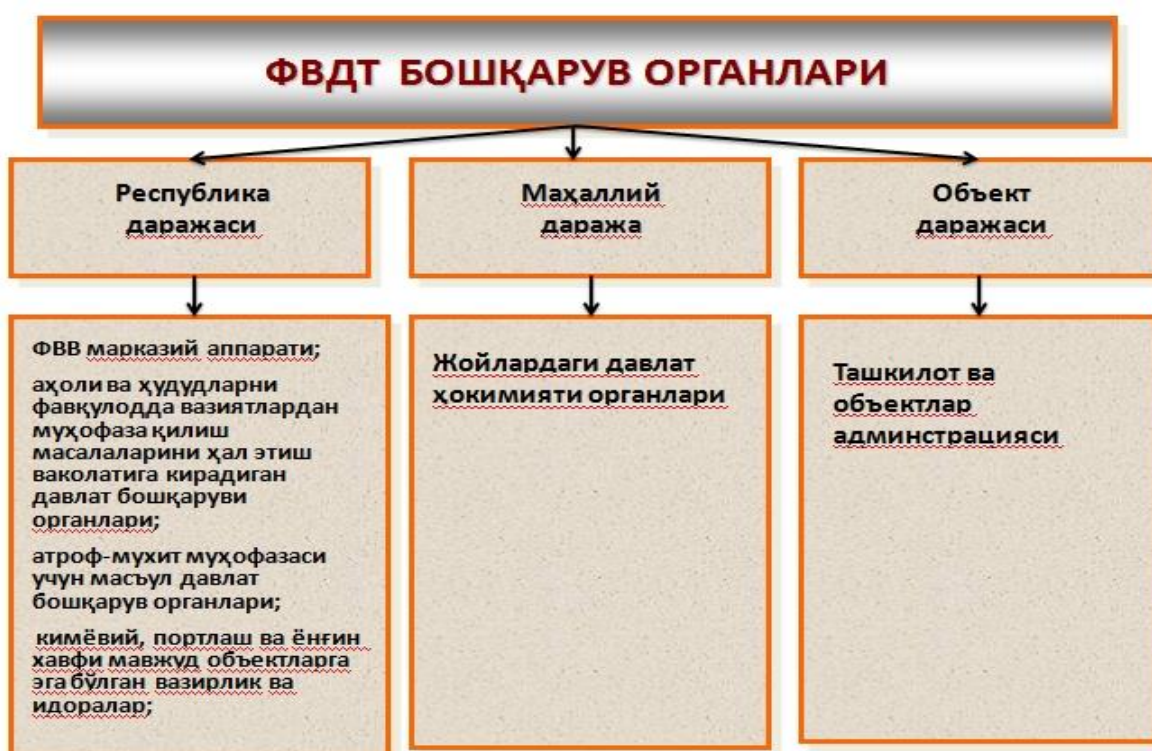 ФВДТ БОШҚАРУВ ОРГАНЛАРИ
Республика
даражаси
Маҳаллий
даража
Объект
даражаси
ФВВ марказий аппарати;
аҳоли ва ҳудудларни
фавқулодда вазиятлардан
муҳофаза қилиш
масалаларини ҳал этиш
ваколатига кирадиган
давлат бошқаруви
органлари;
атроф-мухит муҳофазаси
учун масъул давлат
бошқарув органлари;
кимёвий, портлаш ва ёнғин
хавфи мавжуд объектларга
эга бўлган вазирлик ва
идоралар;
Жойлардаги давлат
ҳокимияти органлари
Ташкилот ва
объектлар
админстрацияси